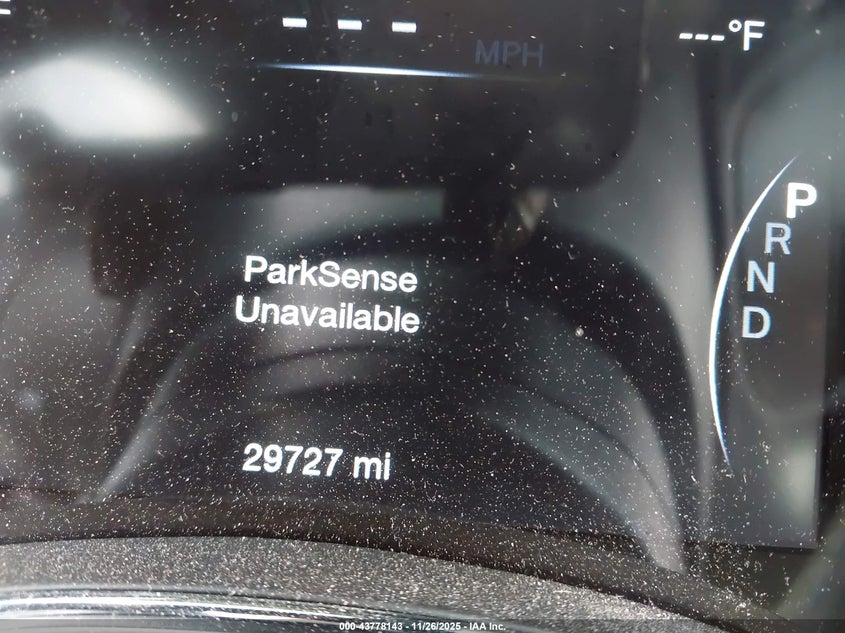 --- MPH
---°F
P
R
N
D
ParkSense
Unavailable
29727 mi
000-43778143 - 11/26/2025 - IAA Inc.